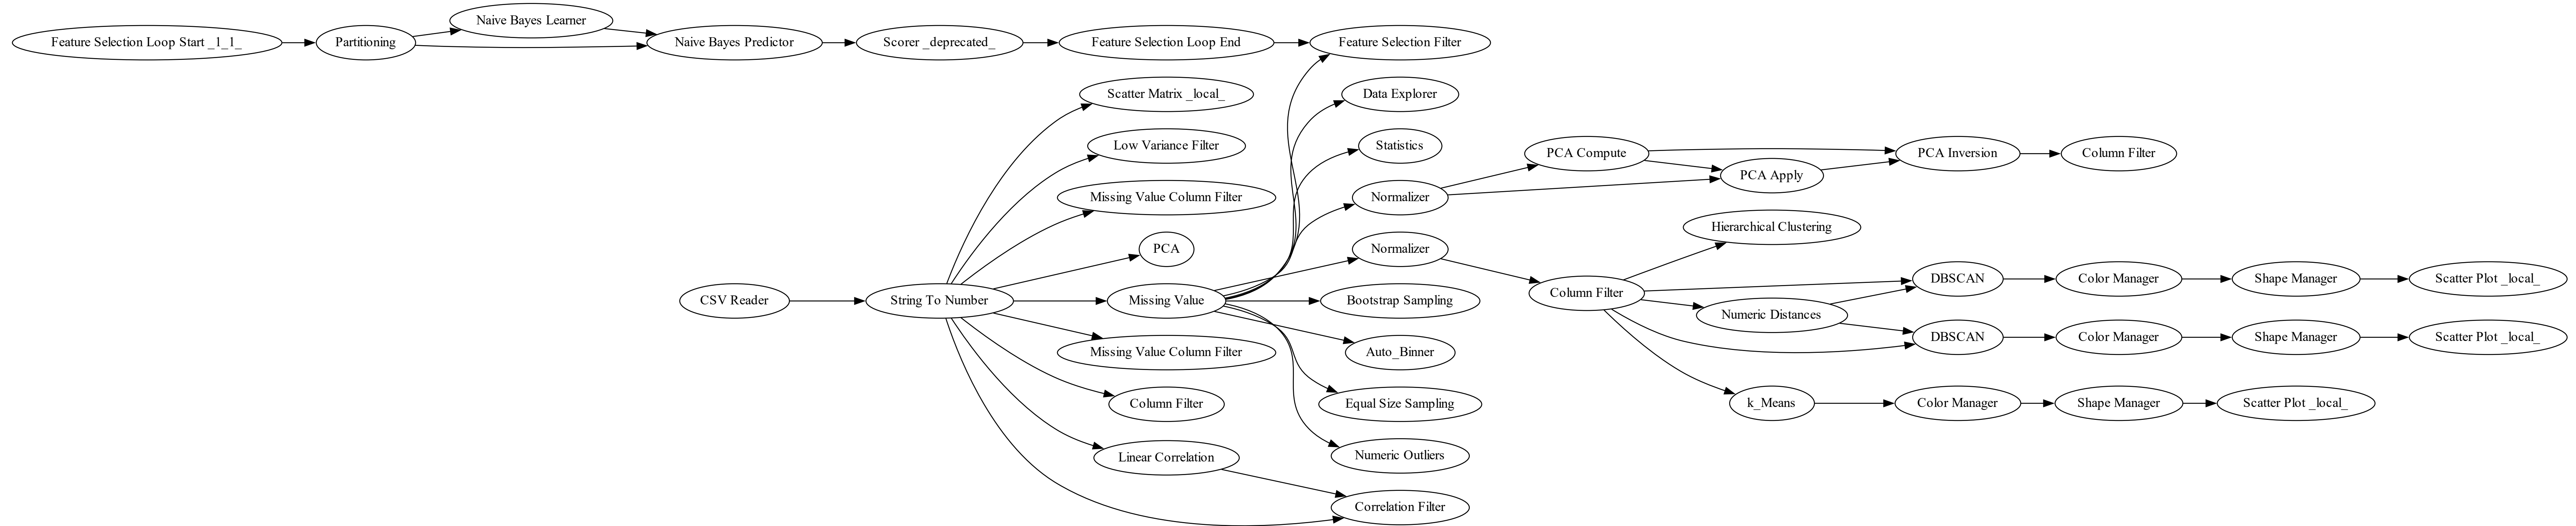 Feature Selection Loop Start _1_1_
Partitioning
Naive Bayes Learner
Naive Bayes Predictor
Scorer _deprecated_
Feature Selection Loop End
Feature Selection Filter
Scatter Matrix _local_
Data Explorer
Low Variance Filter
Statistics
PCA Compute
PCA Inversion
Column Filter
PCA Apply
Missing Value Column Filter
Normalizer
Hierarchical Clustering
PCA
Normalizer
CSV Reader
String To Number
Missing Value
Bootstrap Sampling
Column Filter
DBSCAN
Color Manager
Shape Manager
Scatter Plot _local_
Numeric Distances
DBSCAN
Color Manager
Shape Manager
Scatter Plot _local_
Missing Value Column Filter
Auto_Binner
Column Filter
Equal Size Sampling
k_Means
Color Manager
Shape Manager
Scatter Plot _local_
Linear Correlation
Numeric Outliers
Correlation Filter